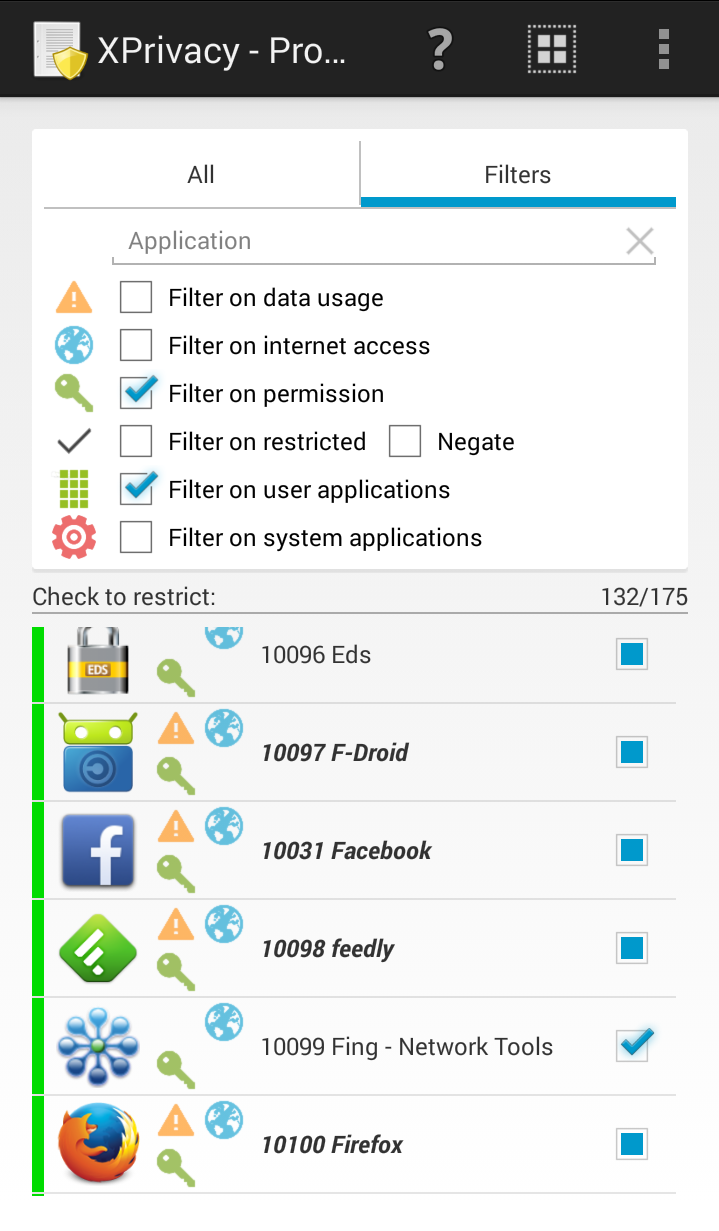 XPrivacy - Pro...
?
All
Filters
Application
Filter on data usage
Filter on internet access
Filter on permission
Filter on restricted Negate
Filter on user applications
Filter on system applications
Check to restrict: 132/175
EDS
10096 Eds
10097 F-Droid
f
10031 Facebook
10098 feedly
10099 Fing - Network Tools
10100 Firefox